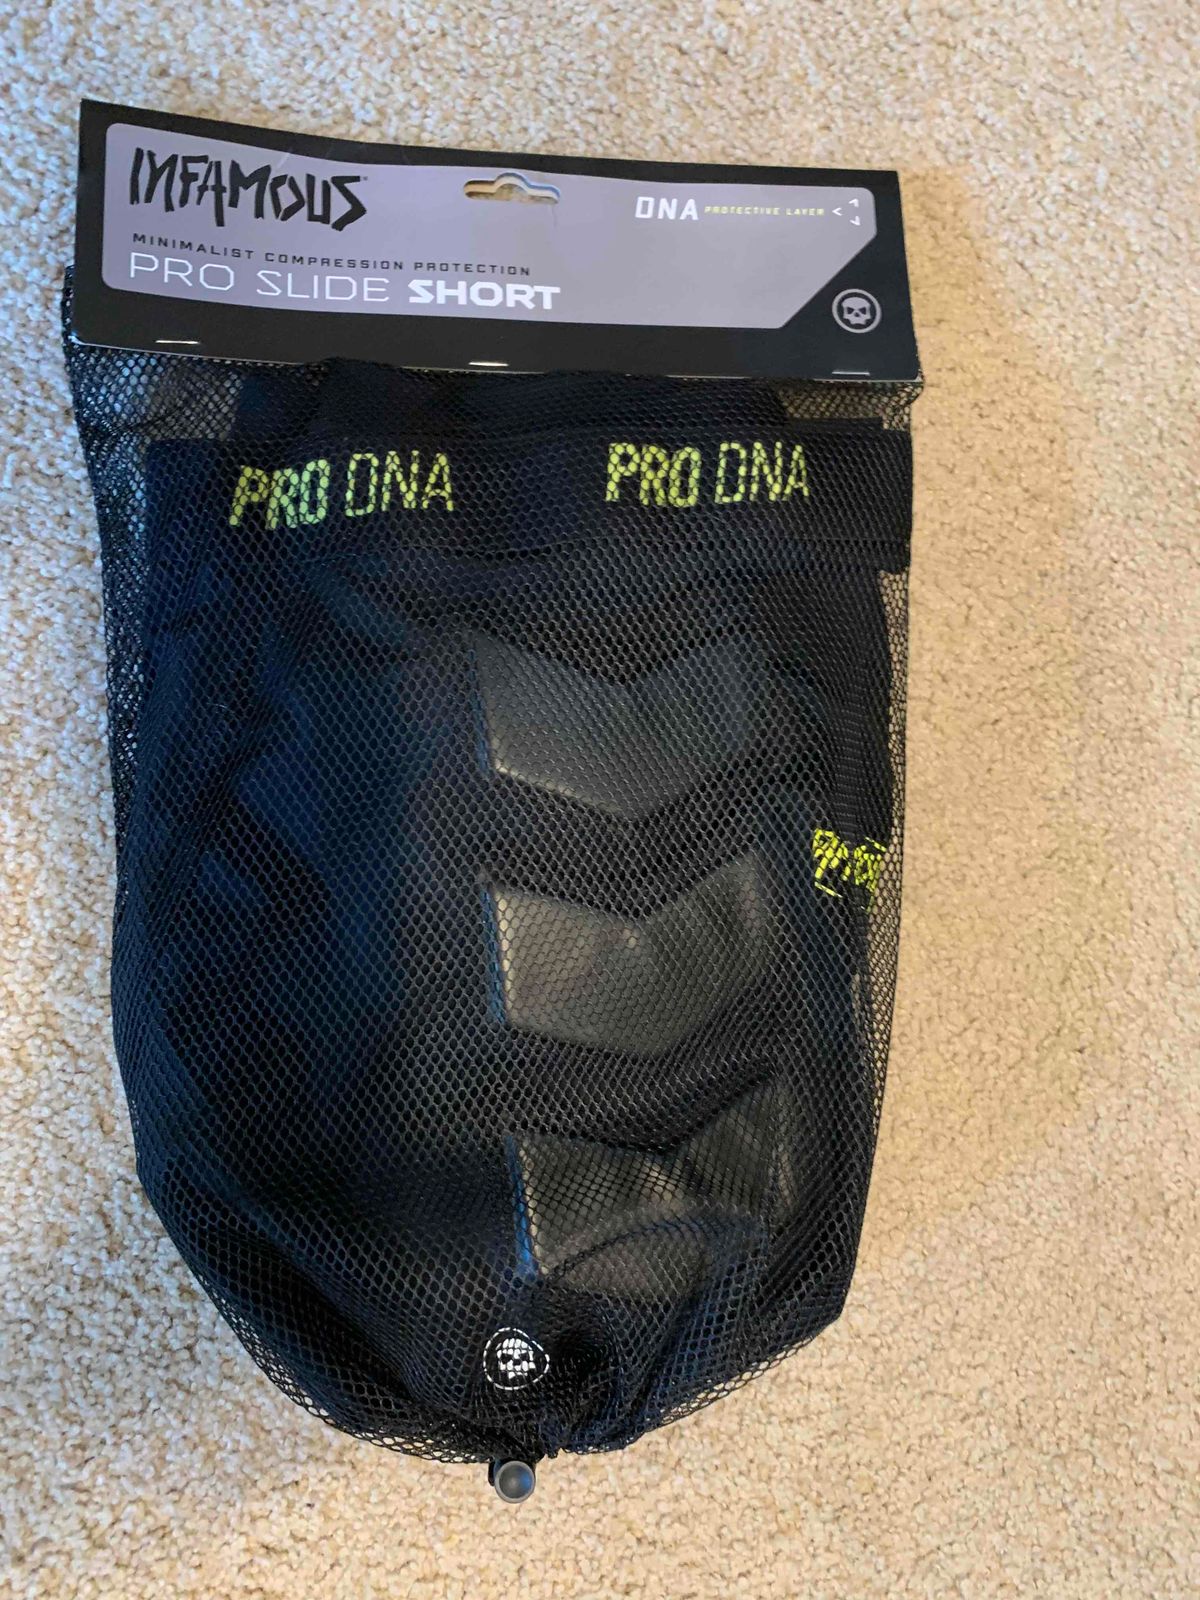 INFAMOUS
DNA PROTECTIVE LAYER
MINIMALIST COMPRESSION PROTECTION
PRO SLIDE SHORT
PRO DNA PRO DNA